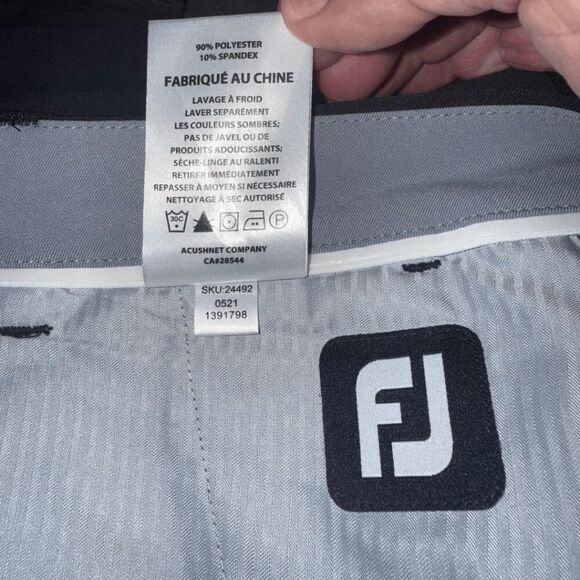 90% POLYESTER
10% SPANDEX
FABRIQUÉ AU CHINE
LAVAGE À FROID
LAVER SEPARÉMENT
LES COULEURS SOMBRES;
PAS DE JAVEL OU DE
PRODUITS ADOUCISSANTS;
SÈCHE-LINGE AU RALENTI
RETIRER IMMÉDIATEMENT
REPASSER À MOYEN SI NÉCESSAIRE
NETTOYAGE À SEC AUTORISÉ
30C
P
ACUSHNET COMPANY
CA#28544
SKU:24492
0521
1391798
FJ